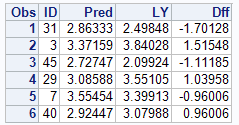 Obs ID Pred LY Dff
1 31 2.86333 2.49848 -1.70128
2 3 3.37159 3.84028 1.51548
3 45 2.72747 2.09924 -1.11185
4 29 3.08588 3.55105 1.03958
5 7 3.55454 3.39913 -0.96006
6 40 2.92447 3.07988 0.96006